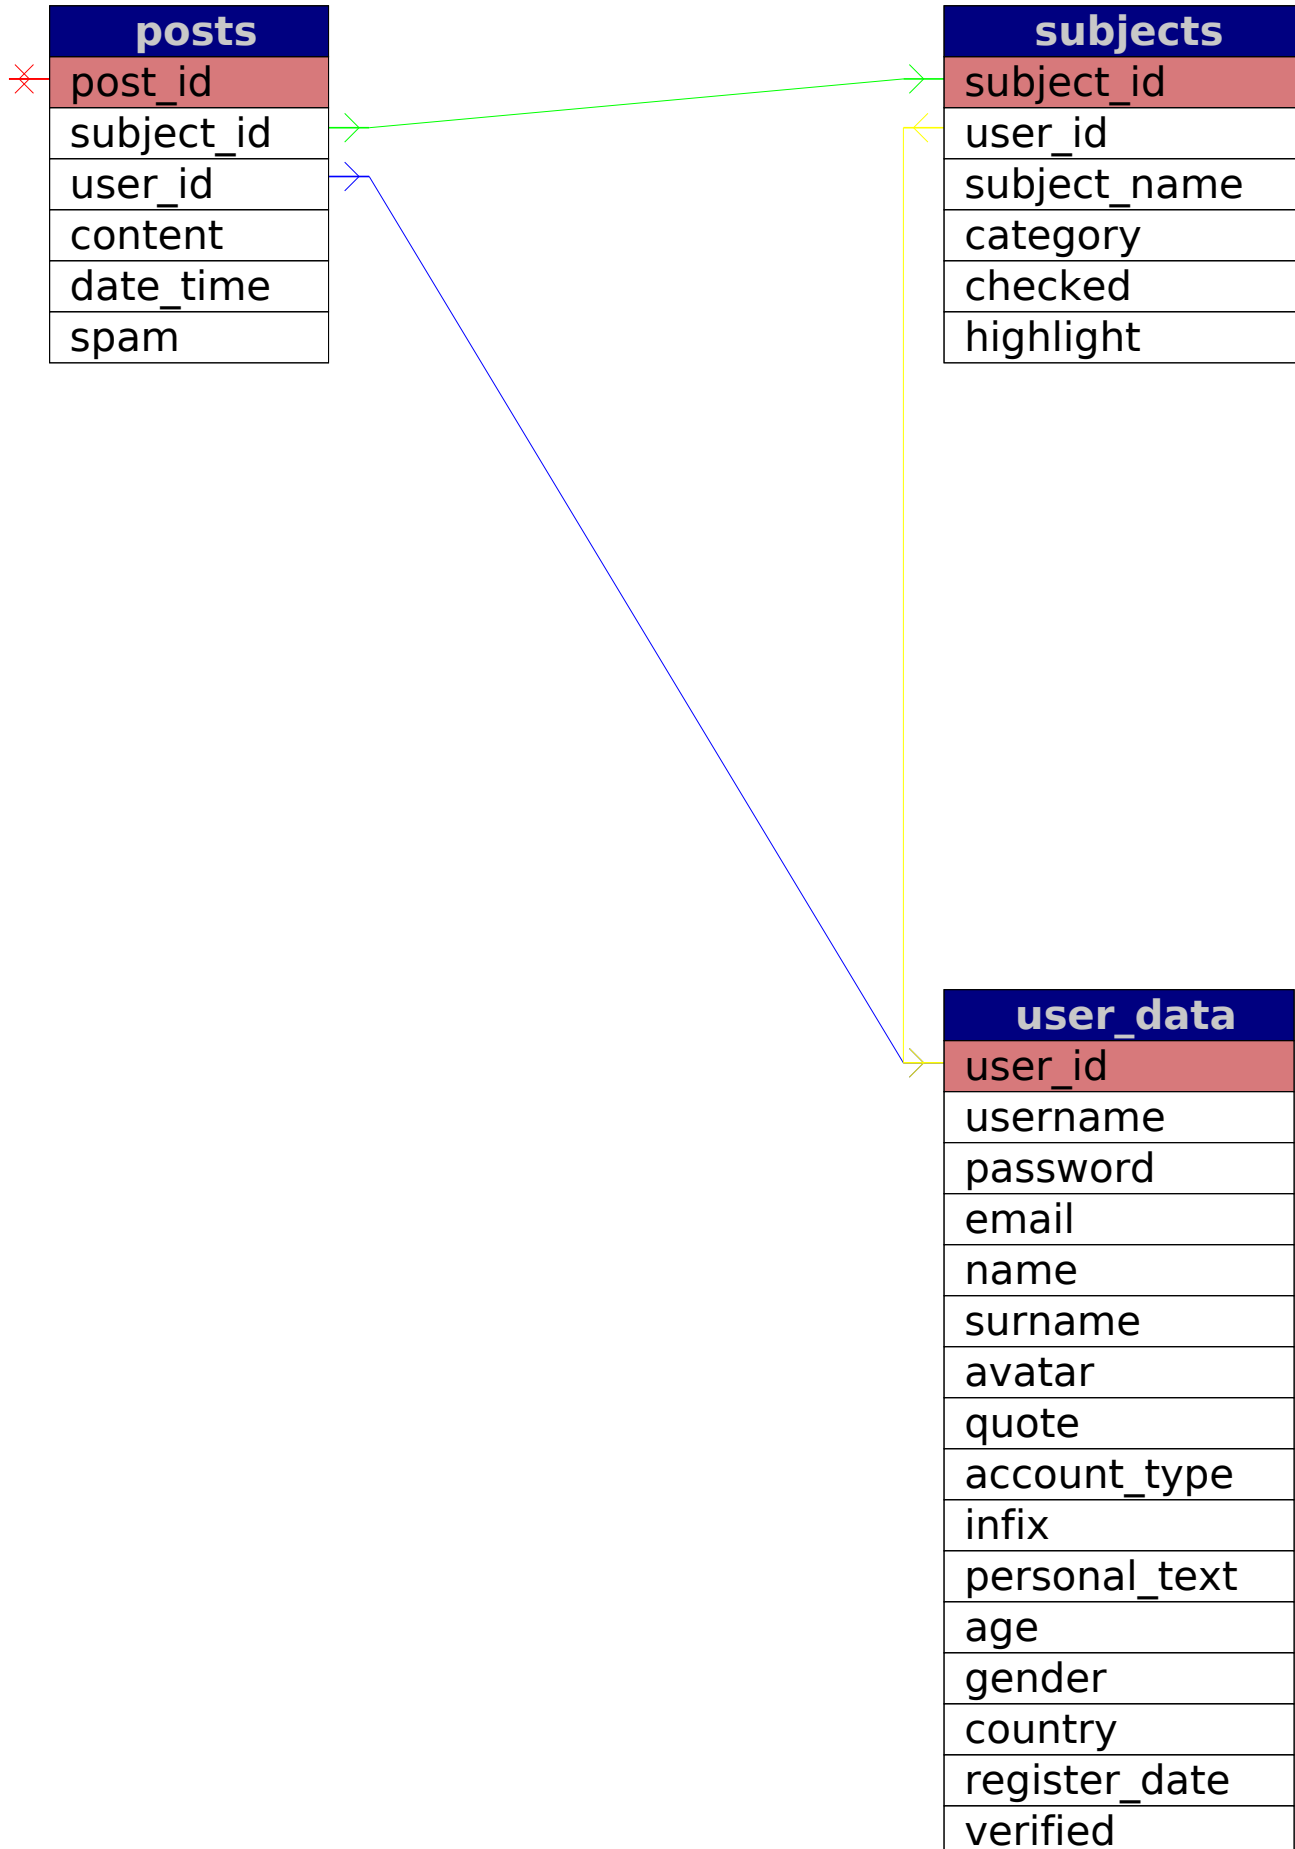 posts
post_id
subject_id
user_id
content
date_time
spam
subjects
subject_id
user_id
subject_name
category
checked
highlight
user_data
user_id
username
password
email
name
surname
avatar
quote
account_type
infix
personal_text
age
gender
country
register_date
verified